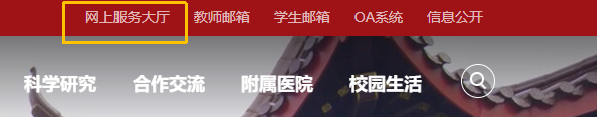 网上服务大厅 教师邮箱 学生邮箱 OA系统 信息公开
科学研究 合作交流 附属医院 校园生活